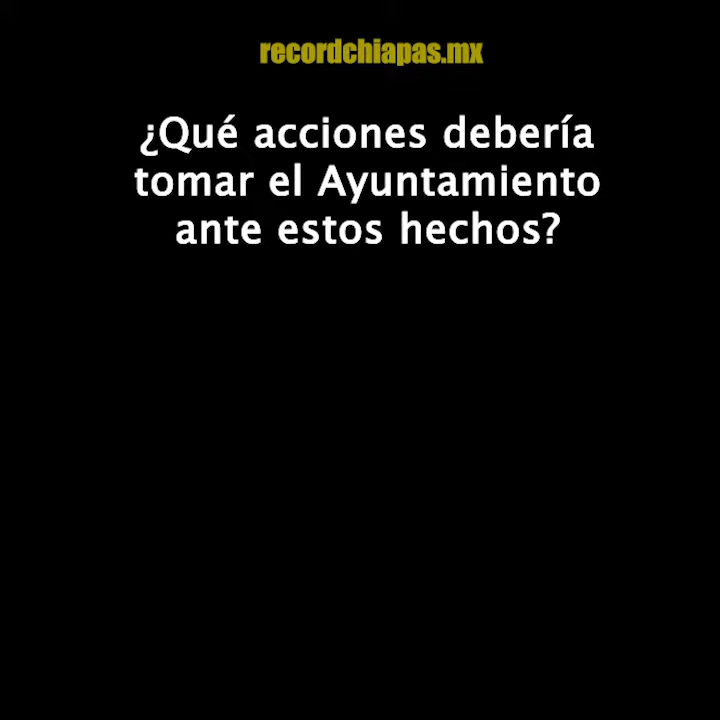 recordchiapas.mx
¿Qué acciones debería
tomar el Ayuntamiento
ante estos hechos?